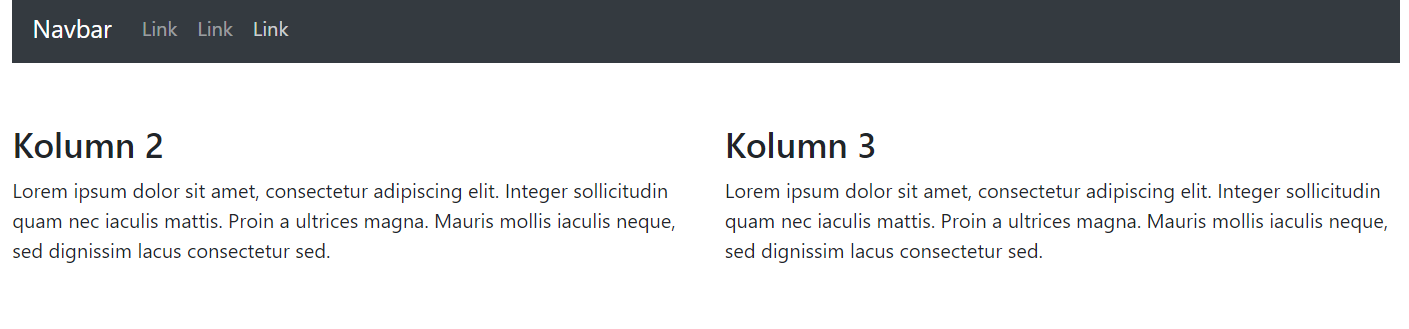 Navbar Link Link Link
Kolumn 2
Lorem ipsum dolor sit amet, consectetur adipiscing elit. Integer sollicitudin
quam nec iaculis mattis. Proin a ultrices magna. Mauris mollis iaculis neque,
sed dignissim lacus consectetur sed.
Kolumn 3
Lorem ipsum dolor sit amet, consectetur adipiscing elit. Integer sollicitudin
quam nec iaculis mattis. Proin a ultrices magna. Mauris mollis iaculis neque,
sed dignissim lacus consectetur sed.